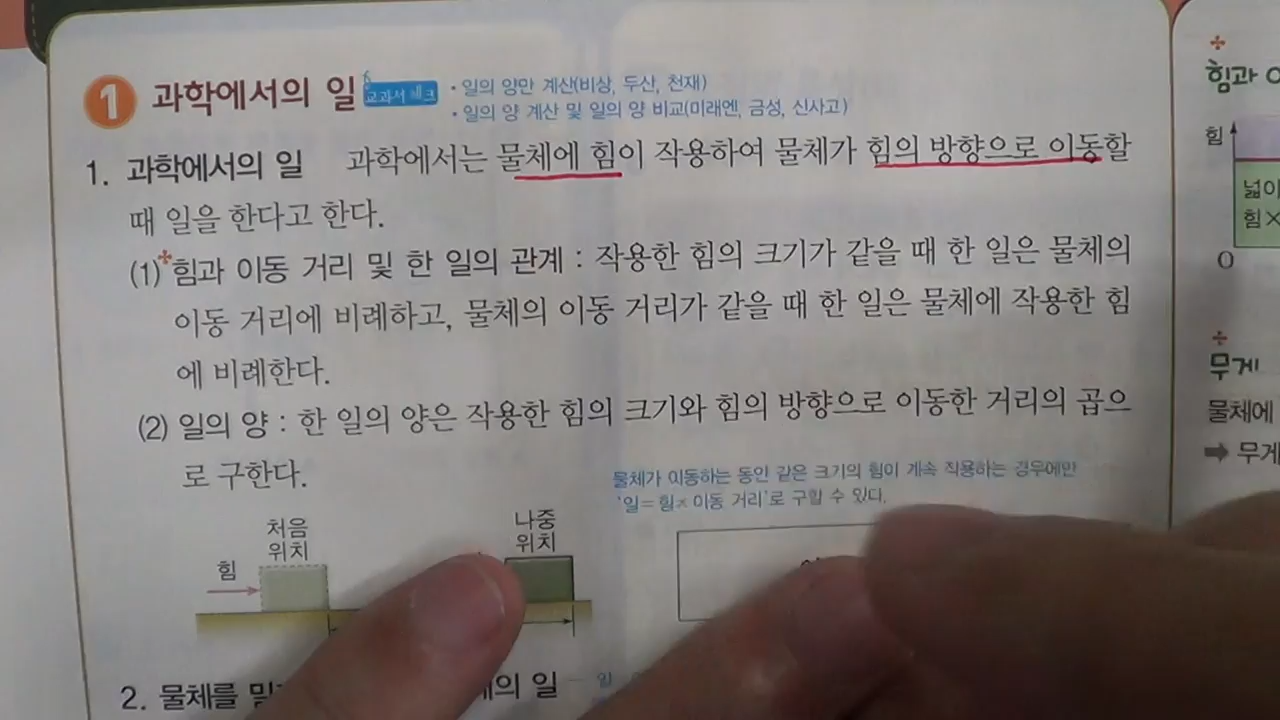 1 과학에서의 일 교과서 체크
• 일의 양만 계산(비상, 두산, 천재)
• 일의 양 계산 및 일의 양 비교(미래엔, 금성, 신사고)
1. 과학에서의 일 과학에서는 물체에 힘이 작용하여 물체가 힘의 방향으로 이동할
때 일을 한다고 한다.
(1)*힘과 이동 거리 및 한 일의 관계 : 작용한 힘의 크기가 같을 때 한 일은 물체의
이동 거리에 비례하고, 물체의 이동 거리가 같을 때 한 일은 물체에 작용한 힘
에 비례한다.
(2) 일의 양 : 한 일의 양은 작용한 힘의 크기와 힘의 방향으로 이동한 거리의 곱으
로 구한다.
물체가 이동하는 동안 같은 크기의 힘이 계속 작용하는 경우에만
'일=힘×이동 거리'로 구할 수 있다.
처음
위치
힘
나중
위치
2. 물체를 의 일
힘과
힘
넓이
힘×
O
무게
물체에
➡ 무게